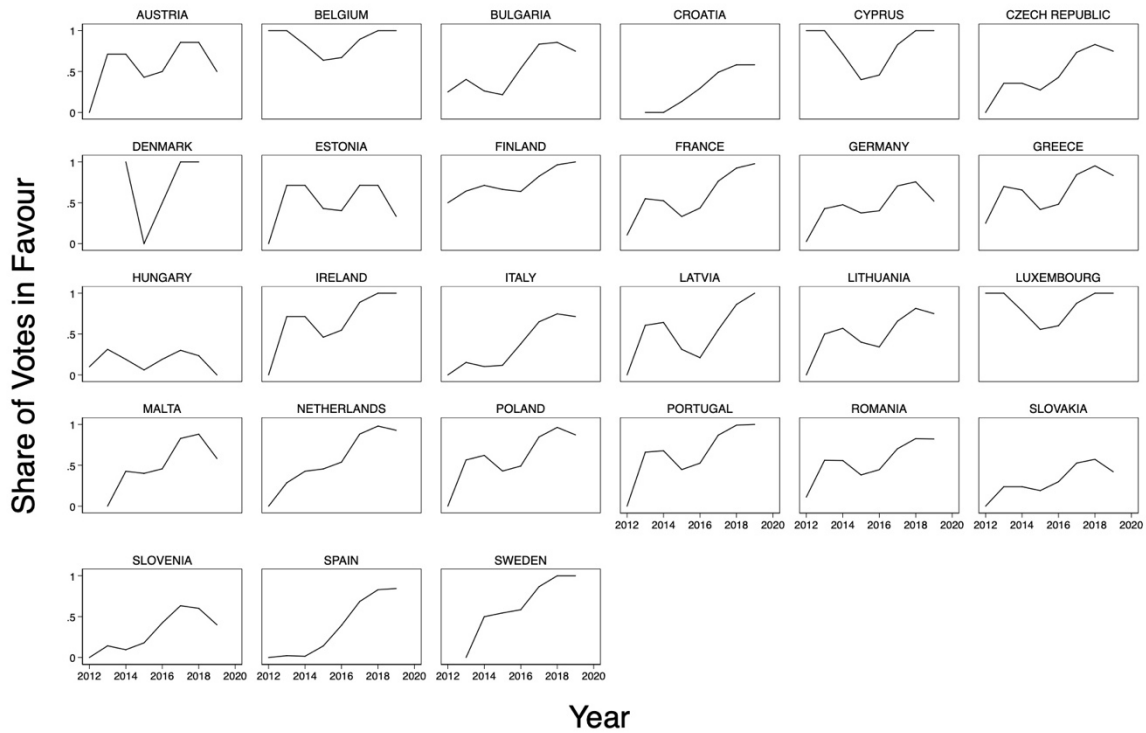 AUSTRIA BELGIUM BULGARIA CROATIA CYPRUS CZECH REPUBLIC
1
.5
0
DENMARK ESTONIA FINLAND FRANCE GERMANY GREECE
1
.5
0
HUNGARY IRELAND ITALY LATVIA LITHUANIA LUXEMBOURG
1
.5
0
MALTA NETHERLANDS POLAND PORTUGAL ROMANIA SLOVAKIA
1
.5
0
2012 2014 2016 2018 2020 2012 2014 2016 2018 2020 2012 2014 2016 2018 2020
SLOVENIA SPAIN SWEDEN
1
.5
0
2012 2014 2016 2018 2020 2012 2014 2016 2018 2020 2012 2014 2016 2018 2020
Share of Votes in Favour
Year